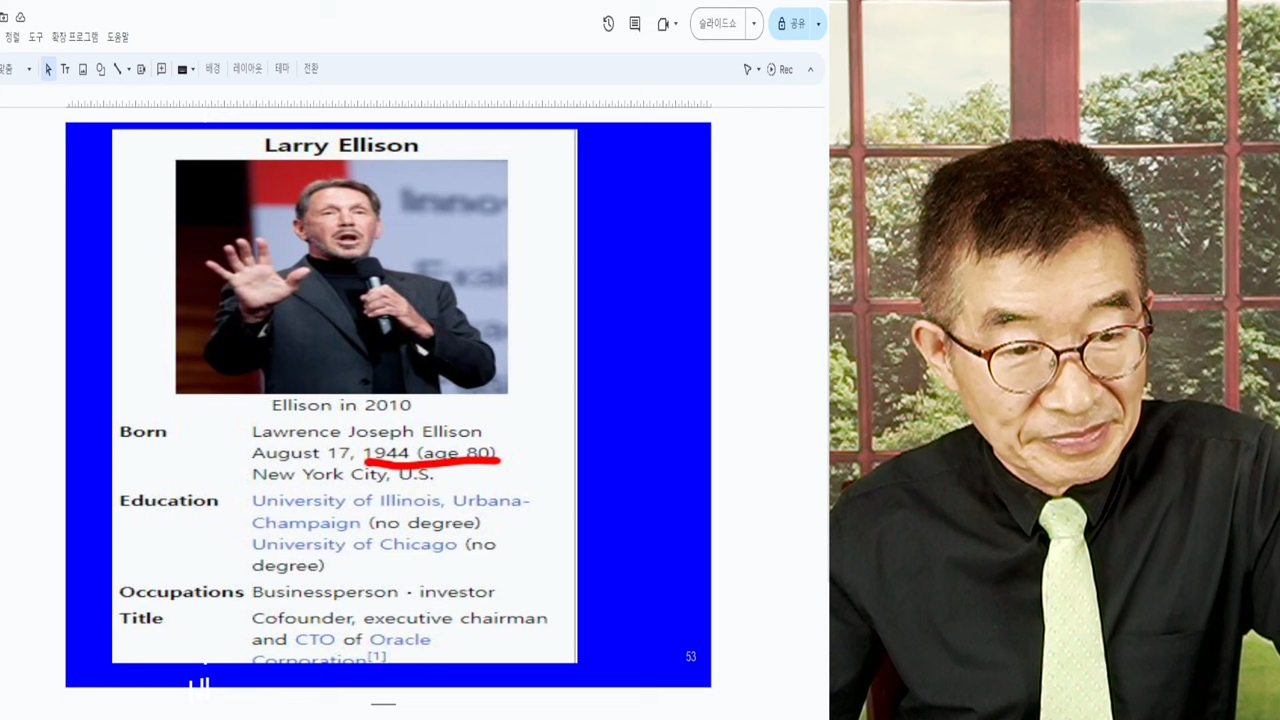 정렬 도구 확장 프로그램 도움말
슬라이드쇼
공유
배경 레이아웃 테마 전환
Rec
Larry Ellison
Inno
Exa
Ellison in 2010
Born Lawrence Joseph Ellison
August 17, 1944 (age 80)
New York City, U.S.
Education University of Illinois, Urbana-
Champaign (no degree)
University of Chicago (no
degree)
Occupations Businessperson · investor
Title Cofounder, executive chairman
and CTO of Oracle
Corporation[1]
53